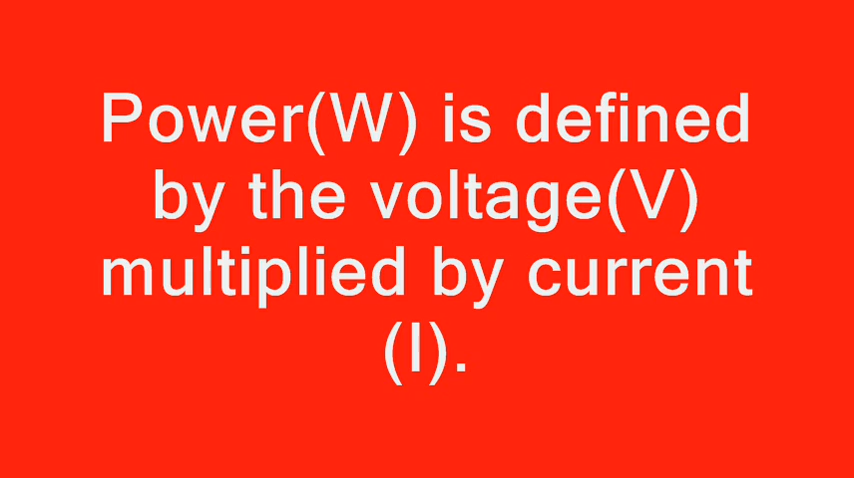 Power(W) is defined
by the voltage(V)
multiplied by current
(I).